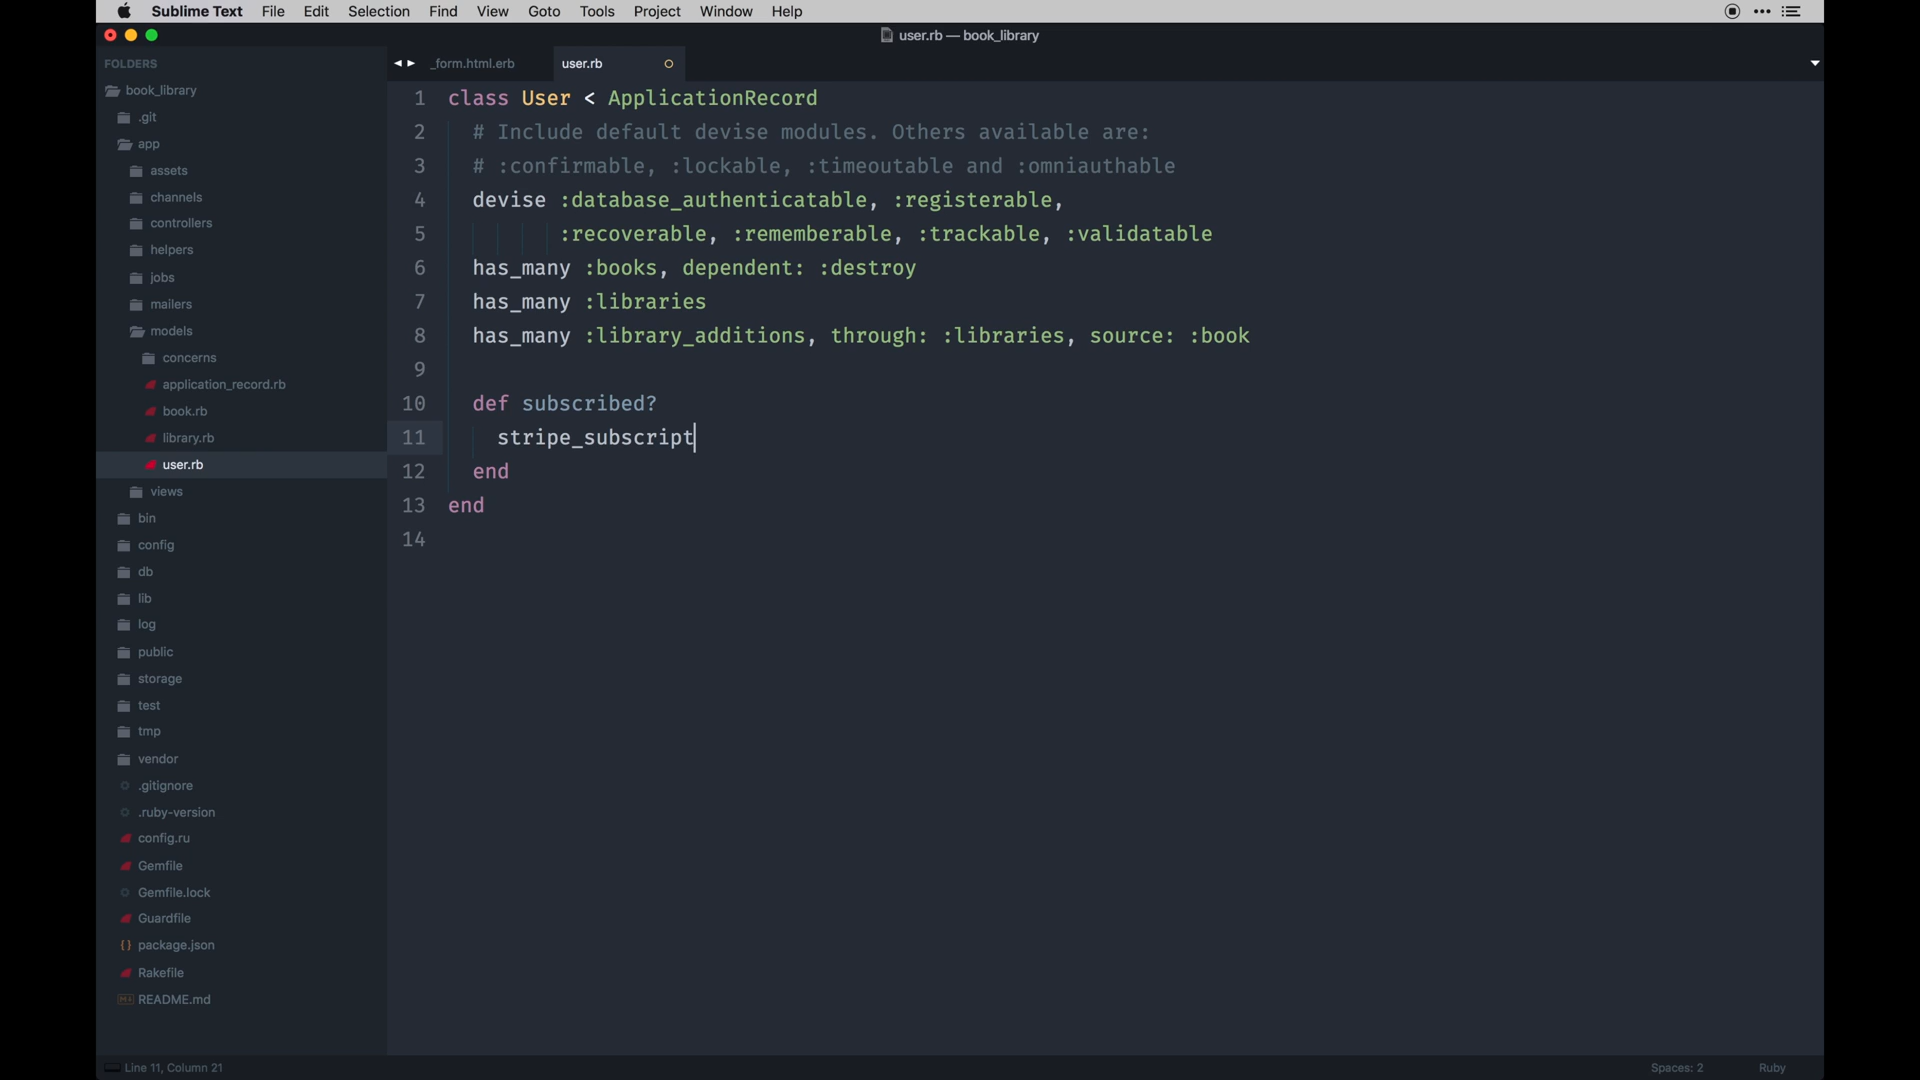 Sublime Text File Edit Selection Find View Goto Tools Project Window Help
user.rb — book_library
FOLDERS
book_library
.git
app
assets
channels
controllers
helpers
jobs
mailers
models
concerns
application_record.rb
book.rb
library.rb
user.rb
views
bin
config
db
lib
log
public
storage
test
tmp
vendor
.gitignore
.ruby-version
config.ru
Gemfile
Gemfile.lock
Guardfile
package.json
Rakefile
README.md
_form.html.erb user.rb
1 class User < ApplicationRecord
2 # Include default devise modules. Others available are:
3 # :confirmable, :lockable, :timeoutable and :omniauthable
4 devise :database_authenticatable, :registerable,
5 :recoverable, :rememberable, :trackable, :validatable
6 has_many :books, dependent: :destroy
7 has_many :libraries
8 has_many :library_additions, through: :libraries, source: :book
9
10 def subscribed?
11 stripe_subscript
12 end
13 end
14
Line 11, Column 21 Spaces: 2 Ruby